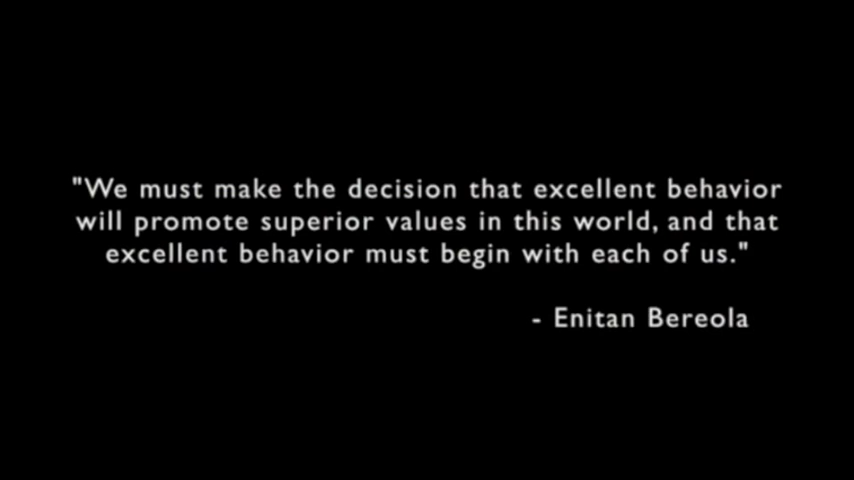 "We must make the decision that excellent behavior
will promote superior values in this world, and that
excellent behavior must begin with each of us."
- Enitan Bereola